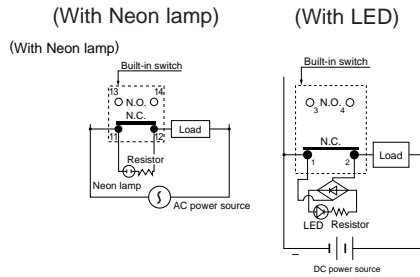 (With Neon lamp)
(With LED)
(With Neon lamp)
Built-in switch
13 14
N.O.
N.C.
11 12
Load
Resistor
Neon lamp
AC power source
Built-in switch
3 N.O. 4
N.C.
1 2
Load
LED Resistor
–
DC power source